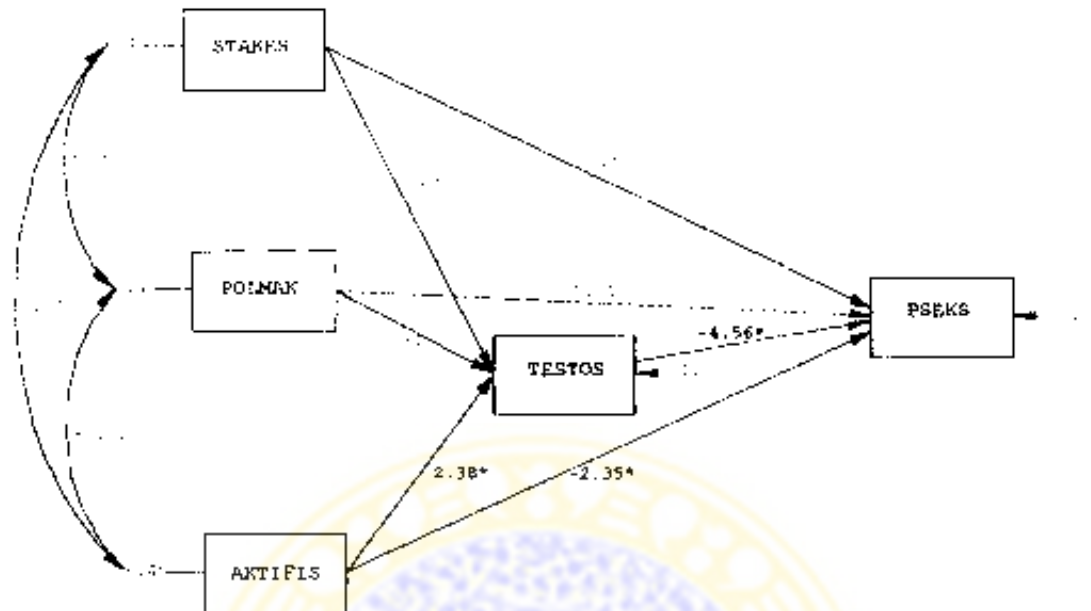 STAKES
POLMAK
PSEKS
-4.56*
TESTOS
2.38*
-2.35*
AKTIFIS